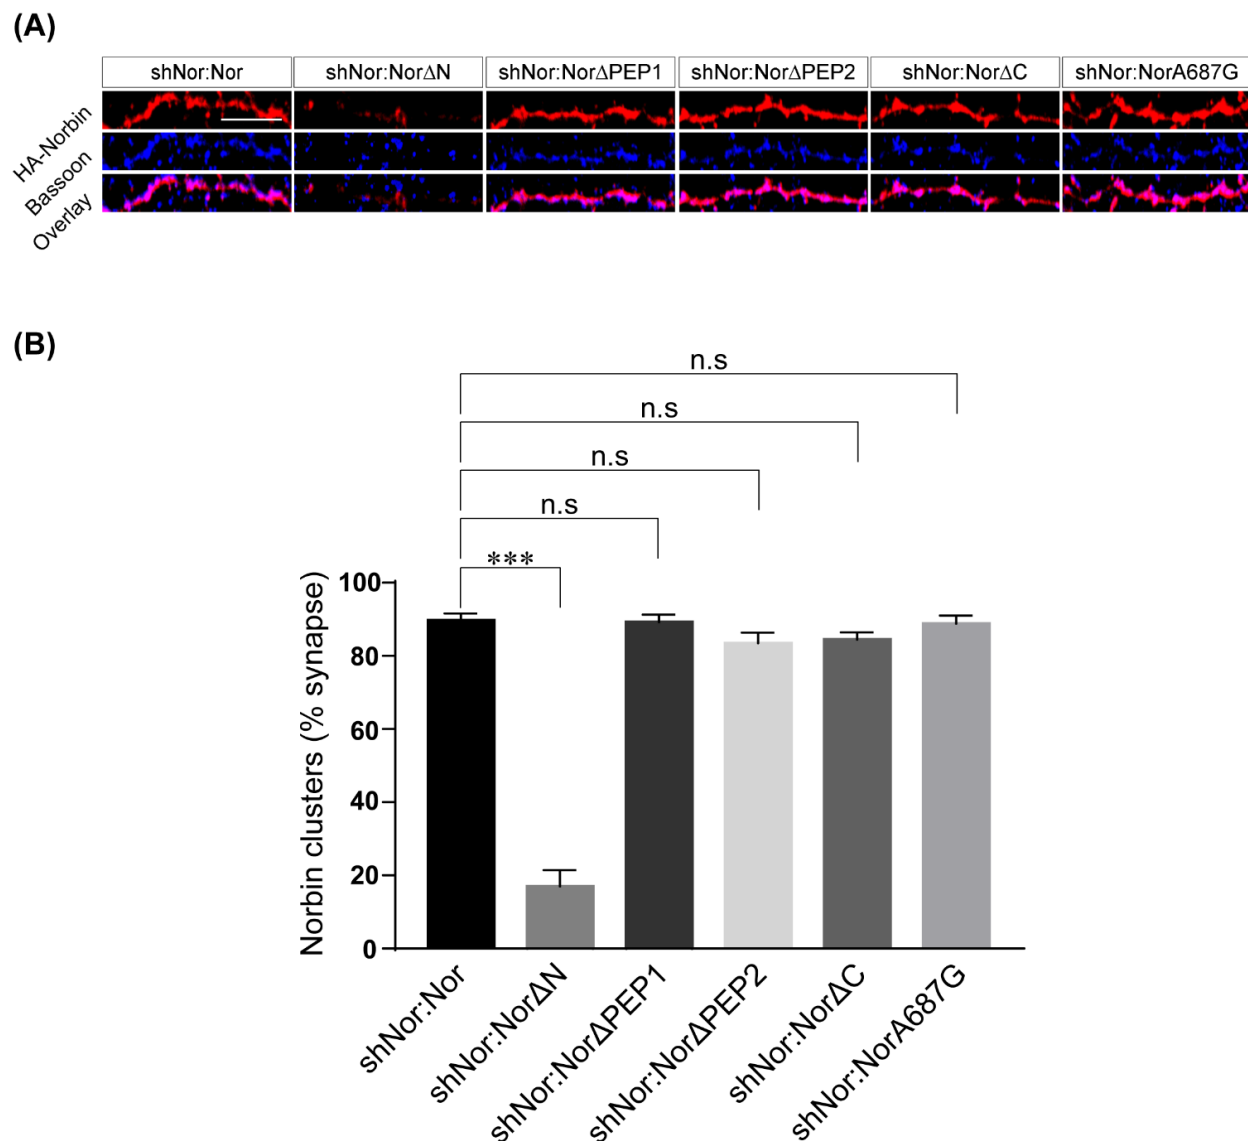 (A)
shNor:Nor
shNor:NorΔN
shNor:NorΔPEP1
shNor:NorΔPEP2
shNor:NorΔC
shNor:NorA687G
HA-Norbin
Bassoon
Overlay
(B)
n.s
n.s
n.s
n.s
***
Norbin clusters (% synapse)
100
80
60
40
20
0
shNor:Nor
shNor:NorΔN
shNor:NorΔPEP1
shNor:NorΔPEP2
shNor:NorΔC
shNor:NorA687G